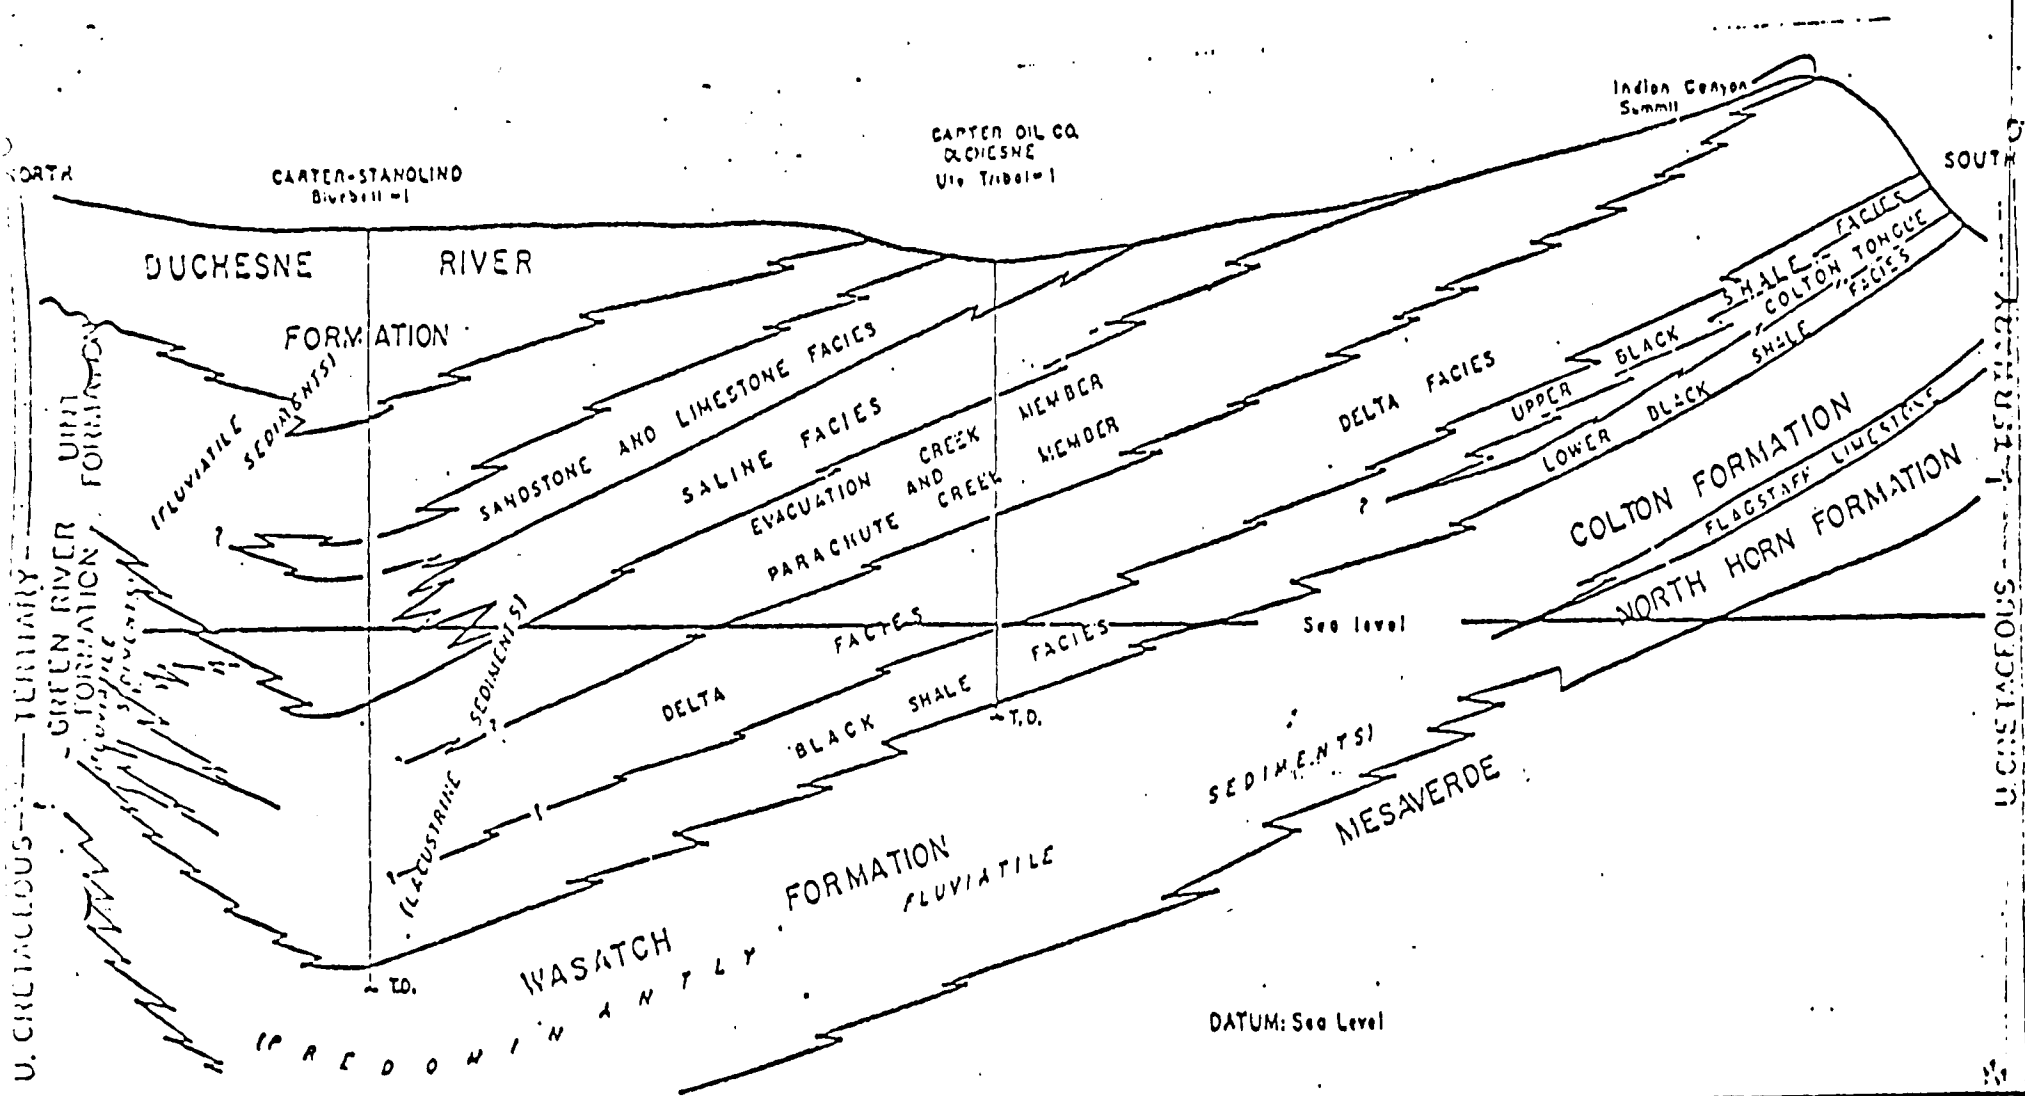 NORTH
SOUTH
CARTER-STANOLIND
Bluebell #1
CARTER OIL CO.
DUCHESNE
Ute Tribal #1
Indian Canyon
Summit
DUCHESNE RIVER
FORMATION
(FLUVIATILE
SEDIMENTS)
UINTA
FORMATION
?
SANDSTONE AND LIMESTONE FACIES
SALINE FACIES
EVACUATION CREEK MEMBER
AND
PARACHUTE CREEK MEMBER
DELTA FACIES
UPPER BLACK SHALE FACIES
COLTON TONGUE
LOWER BLACK SHALE FACIES
?
COLTON FORMATION
FLAGSTAFF LIMESTONE
NORTH HORN FORMATION
GREEN RIVER
FORMATION
(FLUVIATILE
SEDIMENTS)
Sea level
DELTA FACIES
BLACK SHALE FACIES
(LACUSTRINE
SEDIMENTS)
?
?
T.D.
T.D.
WASATCH FORMATION
(PREDOMINANTLY FLUVIATILE SEDIMENTS)
MESAVERDE
DATUM: Sea Level
U. CRETACEOUS
TERTIARY
?
U. CRETACEOUS
TERTIARY